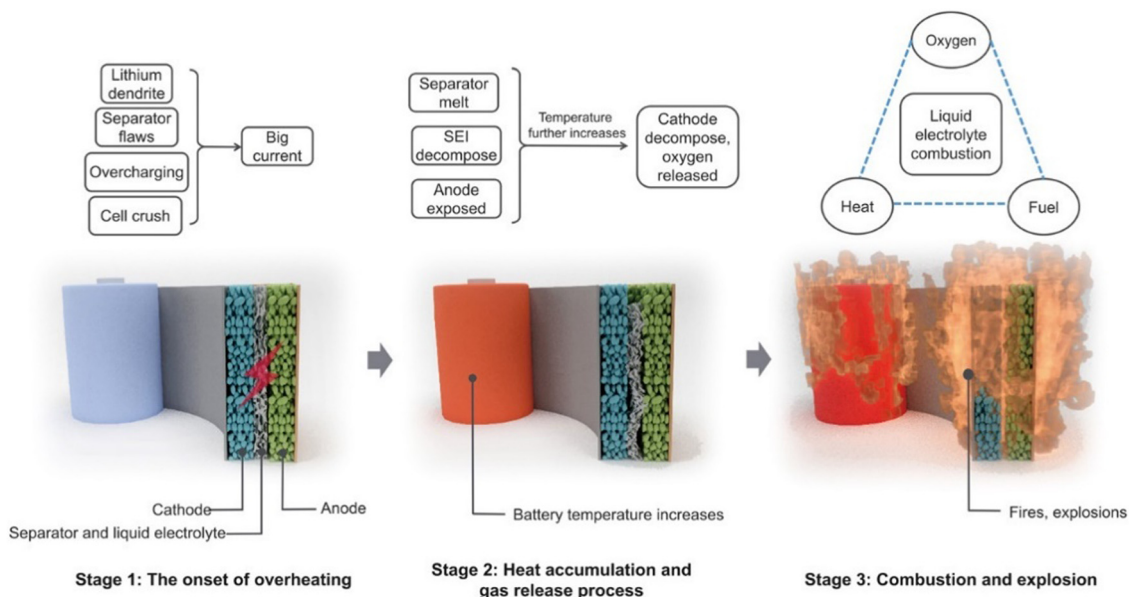 Lithium
dendrite
Separator
flaws
Overcharging
Cell crush
Big
current
Separator
melt
SEI
decompose
Anode
exposed
Temperature
further increases
Cathode
decompose,
oxygen
released
Oxygen
Liquid
electrolyte
combustion
Heat
Fuel
Cathode
Anode
Separator and liquid electrolyte
Battery temperature increases
Fires, explosions
Stage 1: The onset of overheating
Stage 2: Heat accumulation and
gas release process
Stage 3: Combustion and explosion